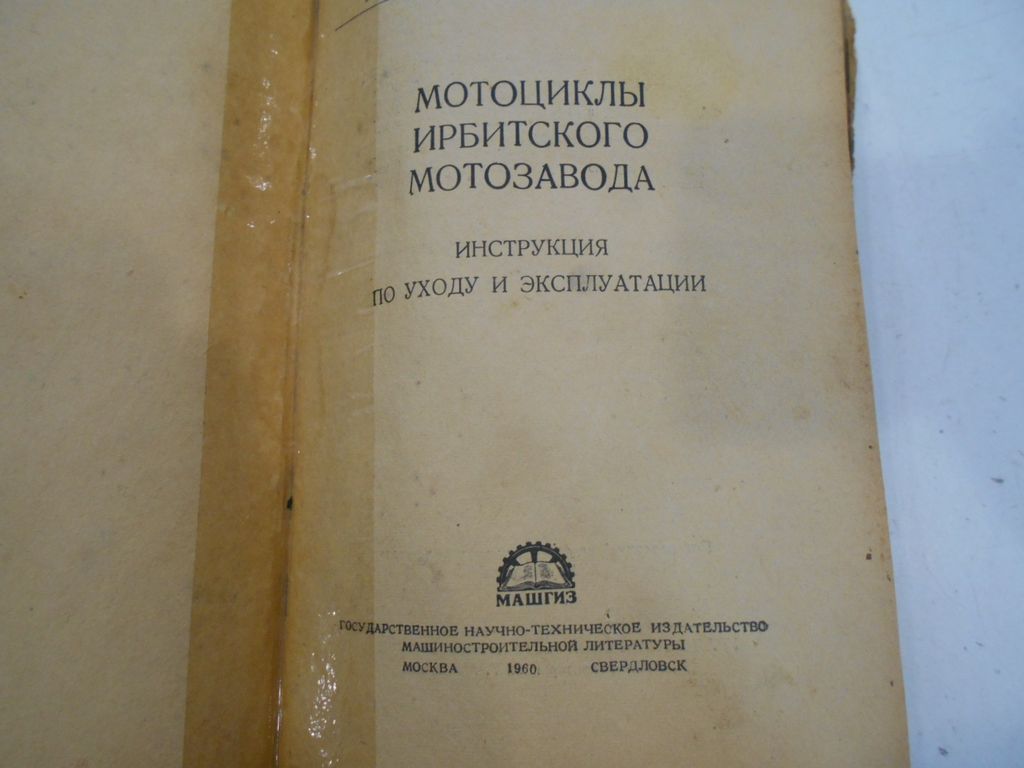 МОТОЦИКЛЫ
ИРБИТСКОГО
МОТОЗАВОДА
ИНСТРУКЦИЯ
ПО УХОДУ И ЭКСПЛУАТАЦИИ
МАШГИЗ
ГОСУДАРСТВЕННОЕ НАУЧНО-ТЕХНИЧЕСКОЕ ИЗДАТЕЛЬСТВО
МАШИНОСТРОИТЕЛЬНОЙ ЛИТЕРАТУРЫ
МОСКВА 1960 СВЕРДЛОВСК